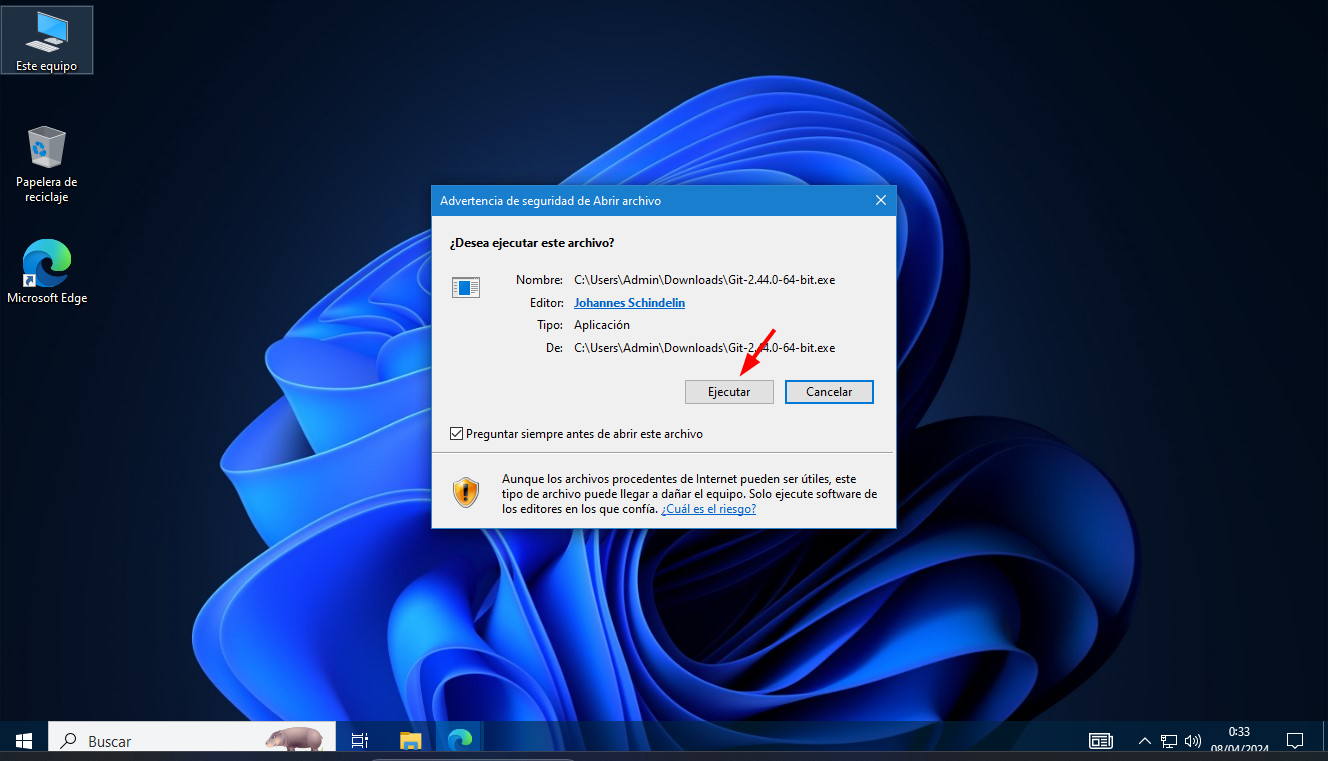 Este equipo
Papelera de
reciclaje
Microsoft Edge
Advertencia de seguridad de Abrir archivo
¿Desea ejecutar este archivo?
Nombre: C:\Users\Admin\Downloads\Git-2.44.0-64-bit.exe
Editor: Johannes Schindelin
Tipo: Aplicación
De: C:\Users\Admin\Downloads\Git-2.44.0-64-bit.exe
Ejecutar Cancelar
Preguntar siempre antes de abrir este archivo
Aunque los archivos procedentes de Internet pueden ser útiles, este
tipo de archivo puede llegar a dañar el equipo. Solo ejecute software de
los editores en los que confía. ¿Cuál es el riesgo?
Buscar
0:33
08/04/2024